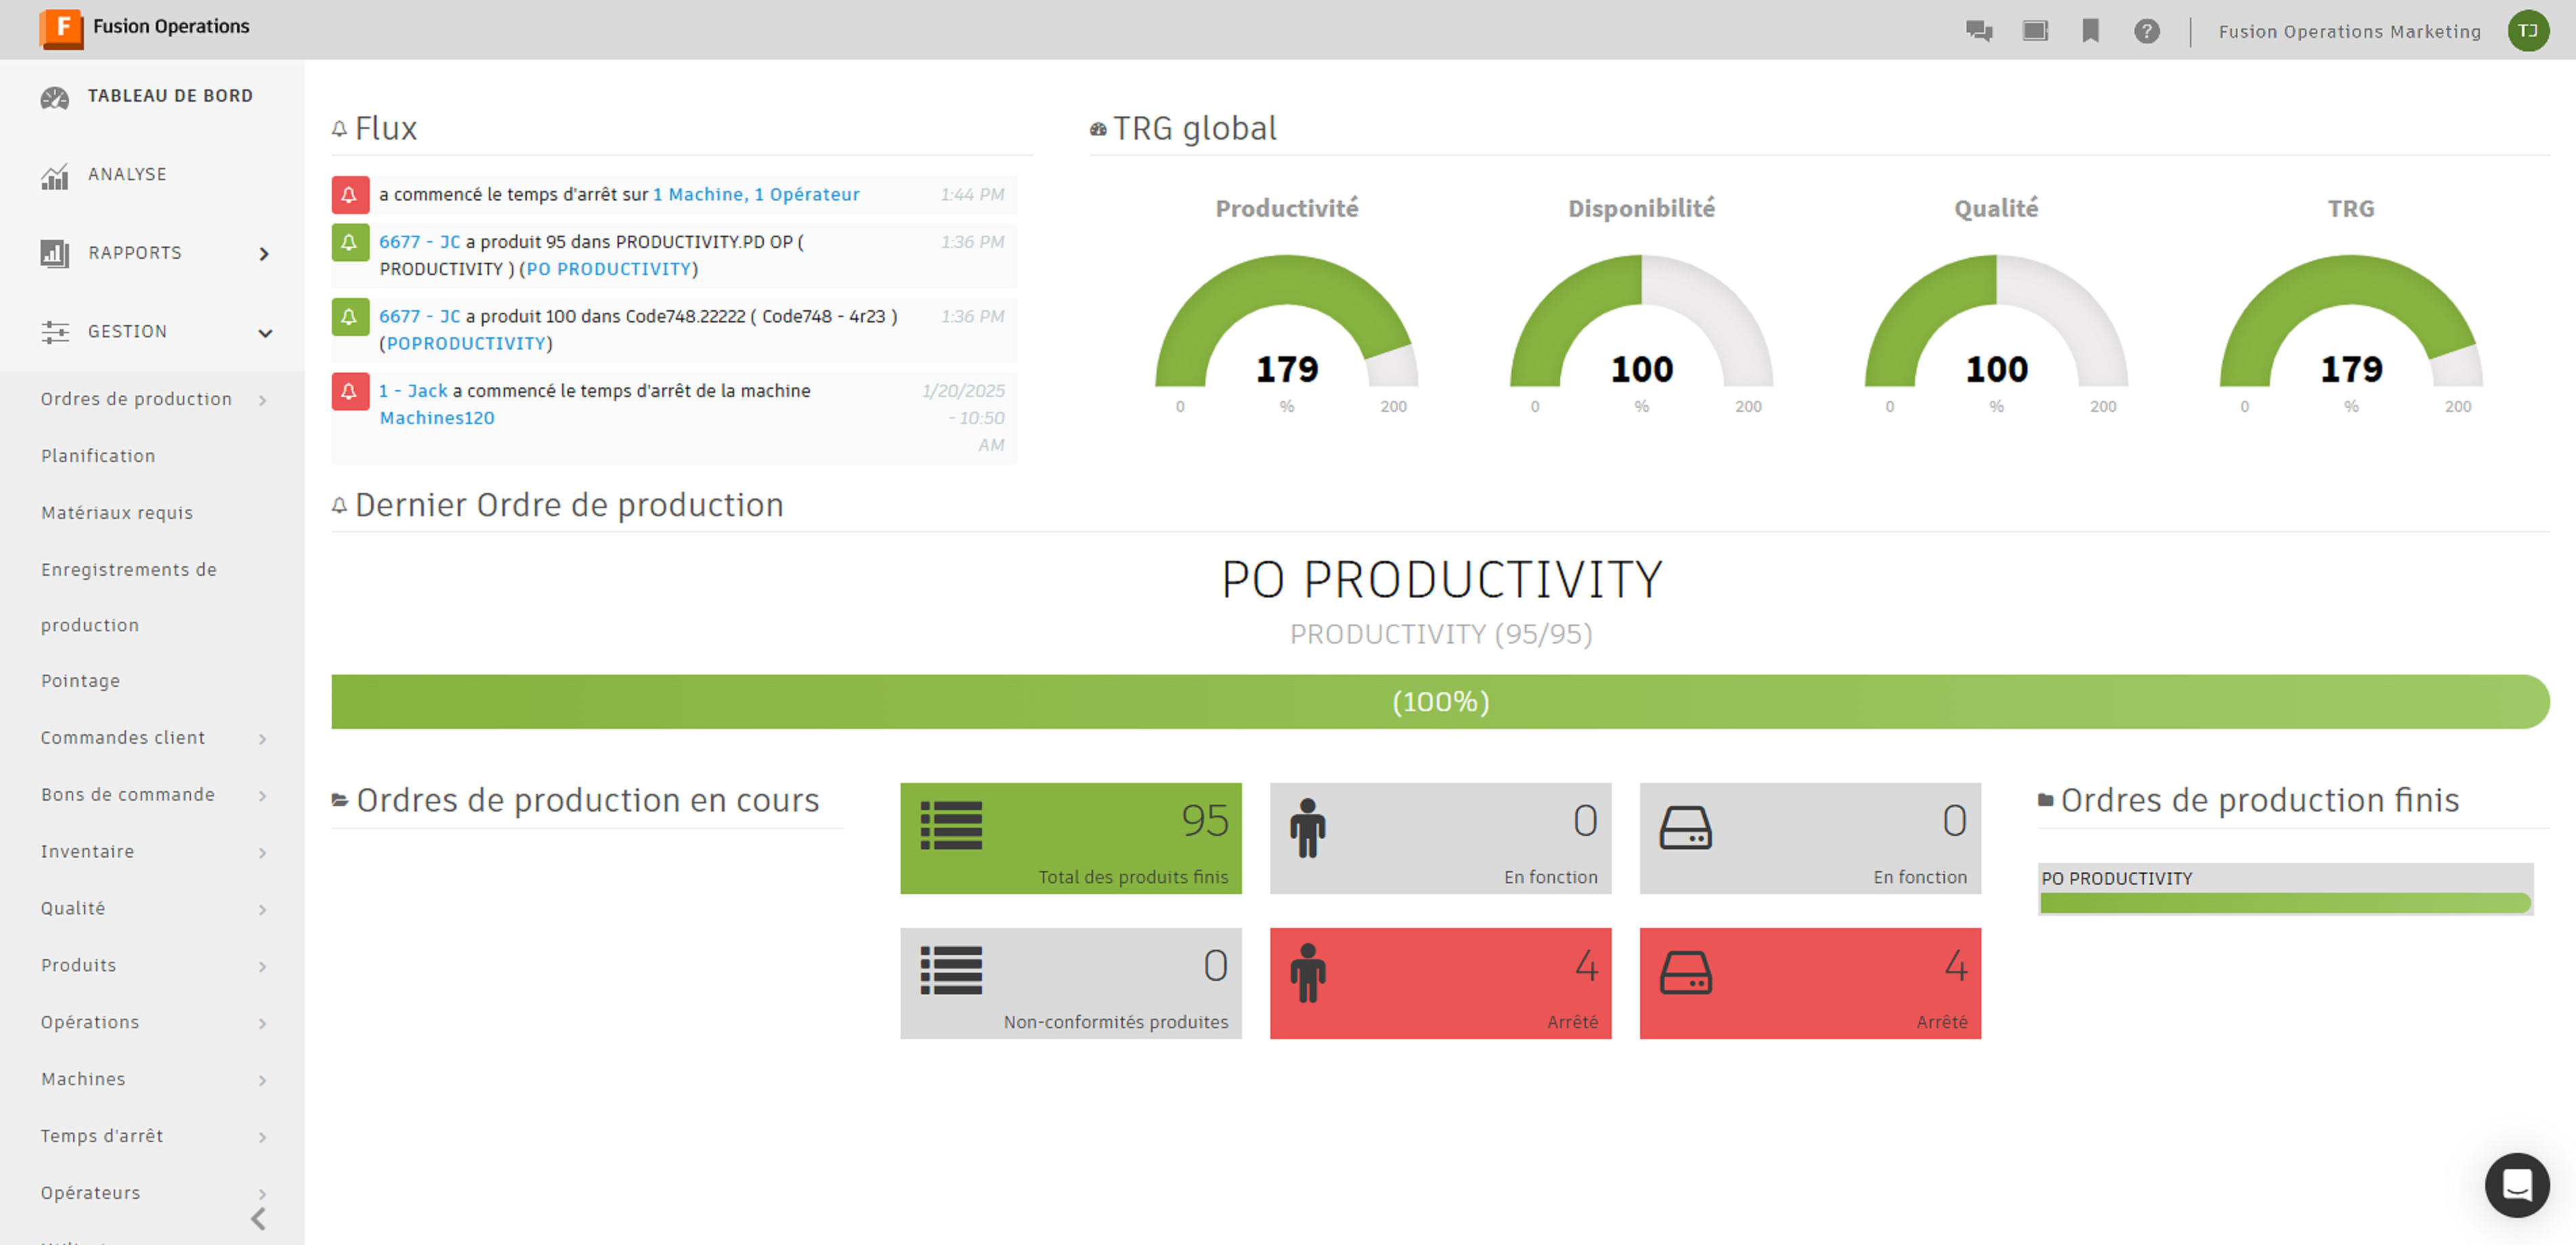 F Fusion Operations
? Fusion Operations Marketing TJ
TABLEAU DE BORD
ANALYSE
RAPPORTS
GESTION
Ordres de production
Planification
Matériaux requis
Enregistrements de
production
Pointage
Commandes client
Bons de commande
Inventaire
Qualité
Produits
Opérations
Machines
Temps d'arrêt
Opérateurs
Flux
a commencé le temps d'arrêt sur 1 Machine, 1 Opérateur 1:44 PM
6677 - JC a produit 95 dans PRODUCTIVITY.PD OP ( 1:36 PM
PRODUCTIVITY ) (PO PRODUCTIVITY)
6677 - JC a produit 100 dans Code748.22222 ( Code748 - 4r23 ) 1:36 PM
(POPRODUCTIVITY)
1 - Jack a commencé le temps d'arrêt de la machine 1/20/2025
Machines120 - 10:50
AM
TRG global
Productivité Disponibilité Qualité TRG
179 100 100 179
0 % 200 0 % 200 0 % 200 0 % 200
Dernier Ordre de production
PO PRODUCTIVITY
PRODUCTIVITY (95/95)
(100%)
Ordres de production en cours
95
Total des produits finis
0
En fonction
0
En fonction
0
Non-conformités produites
4
Arrêté
4
Arrêté
Ordres de production finis
PO PRODUCTIVITY